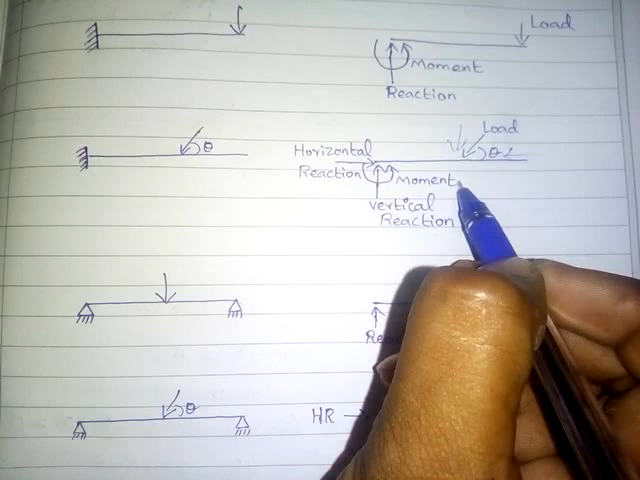 Load
Moment
Reaction
θ
Load
Horizontal
θ
Reaction
Moment
vertical
Reaction
θ
HR